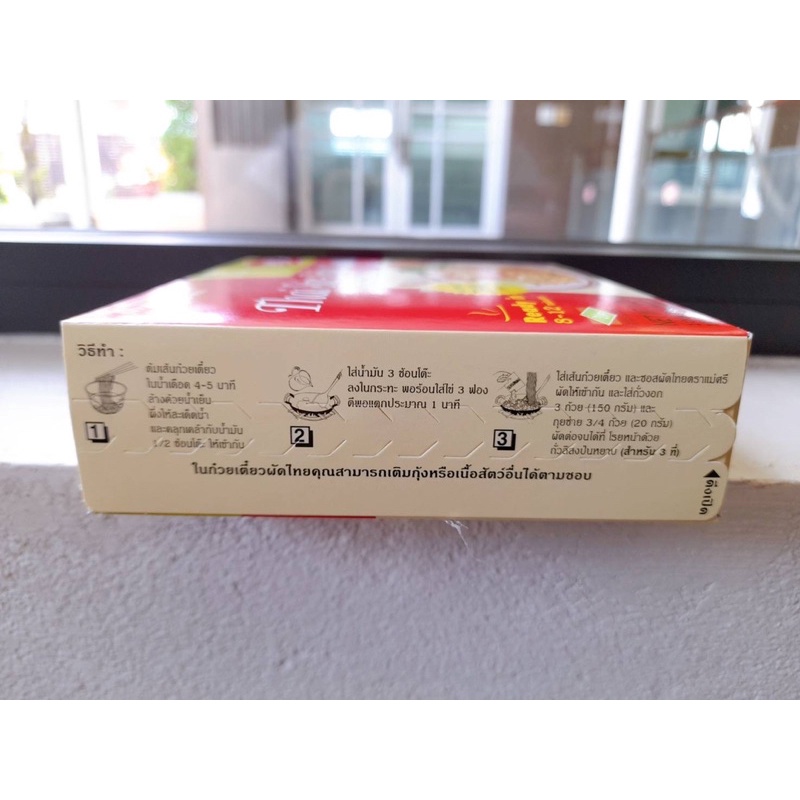 วิธีทำ :
ต้มเส้นก๋วยเตี๋ยว
ในน้ำเดือด 4-5 นาที
ล้างด้วยน้ำเย็น
ผึ่งให้สะเด็ดน้ำ
และคลุกเคล้ากับน้ำมัน
1/2 ช้อนโต๊ะ ให้เข้ากัน
1
ใส่น้ำมัน 3 ช้อนโต๊ะ
ลงในกระทะ พอร้อนใส่ไข่ 3 ฟอง
ตีพอแตกประมาณ 1 นาที
2
ใส่เส้นก๋วยเตี๋ยว และซอสผัดไทยตราแม่ศรี
ผัดให้เข้ากัน และใส่ถั่วงอก
3 ถ้วย (150 กรัม) และ
กุยช่าย 3/4 ถ้วย (20 กรัม)
ผัดต่อจนได้ที่ โรยหน้าด้วย
ถั่วลิสงป่นหยาบ (สำหรับ 3 ที่)
3
ในก๋วยเตี๋ยวผัดไทยคุณสามารถเติมกุ้งหรือเนื้อสัตว์อื่นได้ตามชอบ
ดึงเปิด